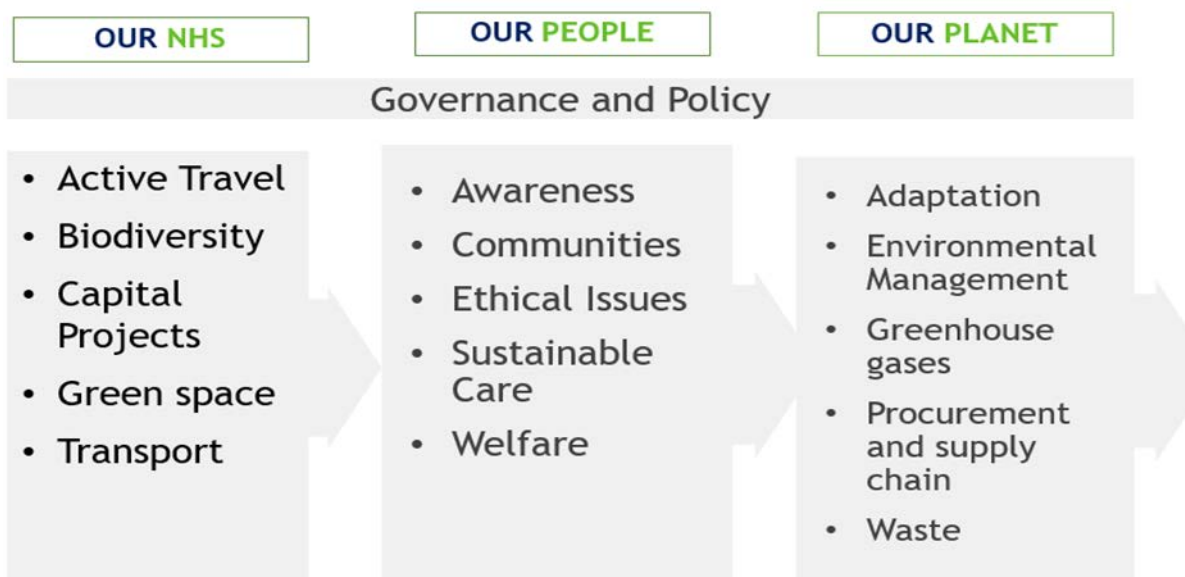 OUR NHS
OUR PEOPLE
OUR PLANET
Governance and Policy
• Active Travel
• Biodiversity
• Capital
Projects
• Green space
• Transport
• Awareness
• Communities
• Ethical Issues
• Sustainable
Care
• Welfare
• Adaptation
• Environmental
Management
• Greenhouse
gases
• Procurement
and supply
chain
• Waste